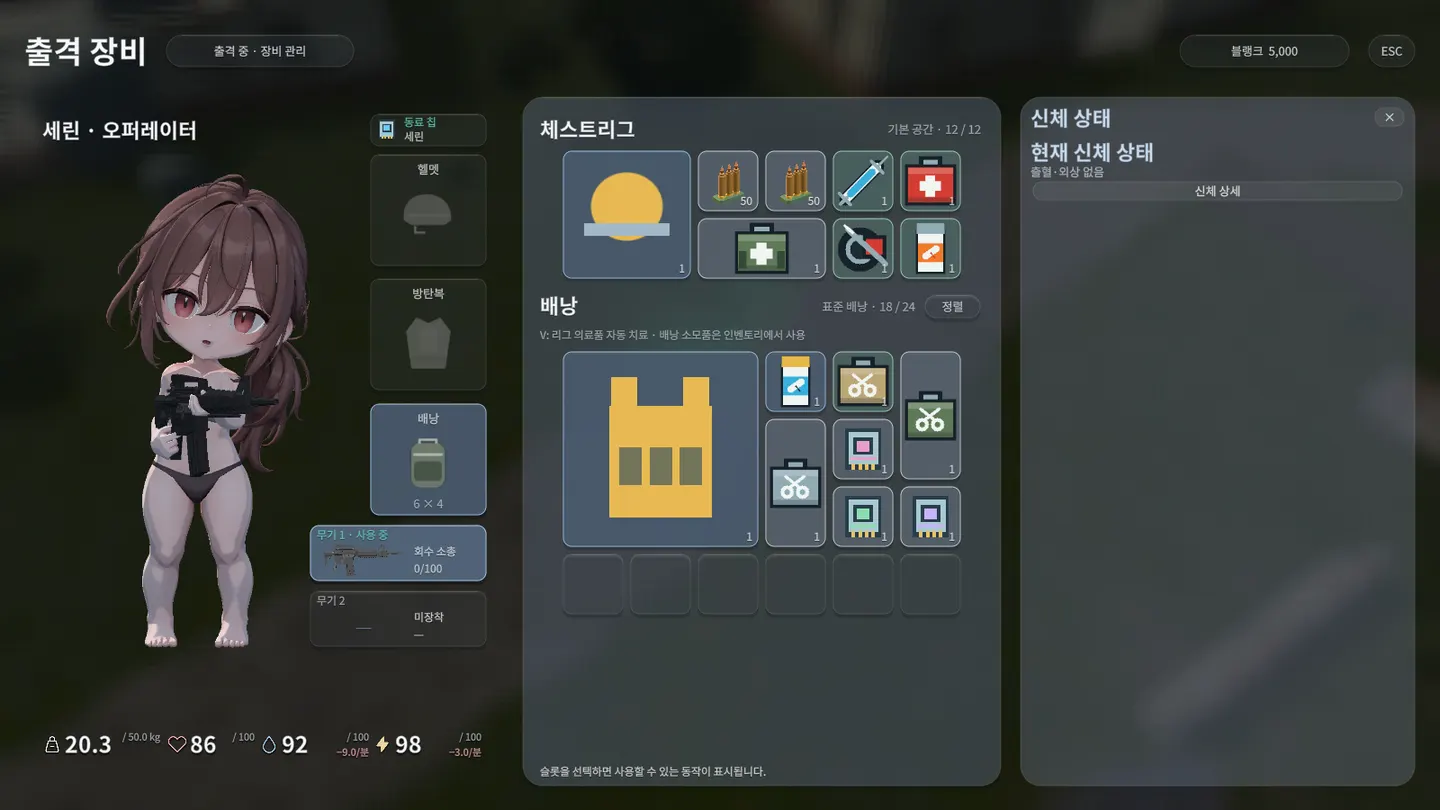 출격 장비
출격 중 · 장비 관리
블랭크 5,000
ESC
세린 · 오퍼레이터
동료 칩
세린
헬멧
방탄복
배낭
6 × 4
무기 1 · 사용 중
회수 소총
0/100
무기 2
미장착
—
—
20.3
/ 50.0 kg
86
/ 100
92
/ 100
−9.0/분
98
/ 100
−3.0/분
체스트리그
기본 공간 · 12 / 12
1
50
50
1
1
1
1
1
배낭
표준 배낭 · 18 / 24
정렬
V: 리그 의료품 자동 치료 · 배낭 소모품은 인벤토리에서 사용
1
1
1
1
1
1
1
1
슬롯을 선택하면 사용할 수 있는 동작이 표시됩니다.
신체 상태
×
현재 신체 상태
출혈·외상 없음
신체 상세